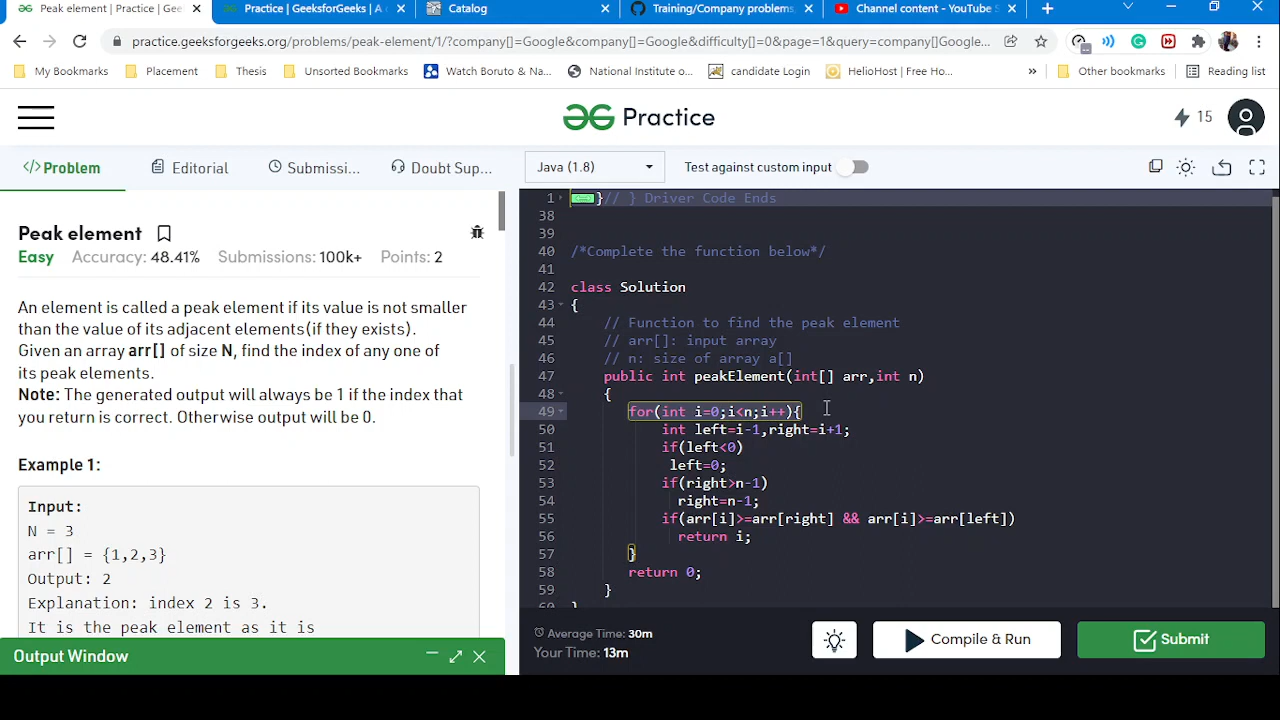 Peak element | Practice | Gee
Practice | GeeksforGeeks | A c
Catalog
Training/Company problems,
Channel content - YouTube S
practice.geeksforgeeks.org/problems/peak-element/1/?company[]=Google&company[]=Google&difficulty[]=0&page=1&query=company[]Google...
My Bookmarks
Placement
Thesis
Unsorted Bookmarks
Watch Boruto & Na...
National Institute o...
candidate Login
HelioHost | Free Ho...
»
Other bookmarks
Reading list
Practice
15
</>Problem
Editorial
Submissi...
Doubt Sup...
Java (1.8)
Test against custom input
Peak element
Easy Accuracy: 48.41% Submissions: 100k+ Points: 2
An element is called a peak element if its value is not smaller
than the value of its adjacent elements(if they exists).
Given an array arr[] of size N, find the index of any one of
its peak elements.
Note: The generated output will always be 1 if the index that
you return is correct. Otherwise output will be 0.
Example 1:
Input:
N = 3
arr[] = {1,2,3}
Output: 2
Explanation: index 2 is 3.
It is the peak element as it is
Output Window
1 }// } Driver Code Ends
38
39
40 /*Complete the function below*/
41
42 class Solution
43 {
44 // Function to find the peak element
45 // arr[]: input array
46 // n: size of array a[]
47 public int peakElement(int[] arr,int n)
48 {
49 for(int i=0;i<n;i++){
50 int left=i-1,right=i+1;
51 if(left<0)
52 left=0;
53 if(right>n-1)
54 right=n-1;
55 if(arr[i]>=arr[right] && arr[i]>=arr[left])
56 return i;
57 }
58 return 0;
59 }
60 }
Average Time: 30m
Your Time: 13m
Compile & Run
Submit